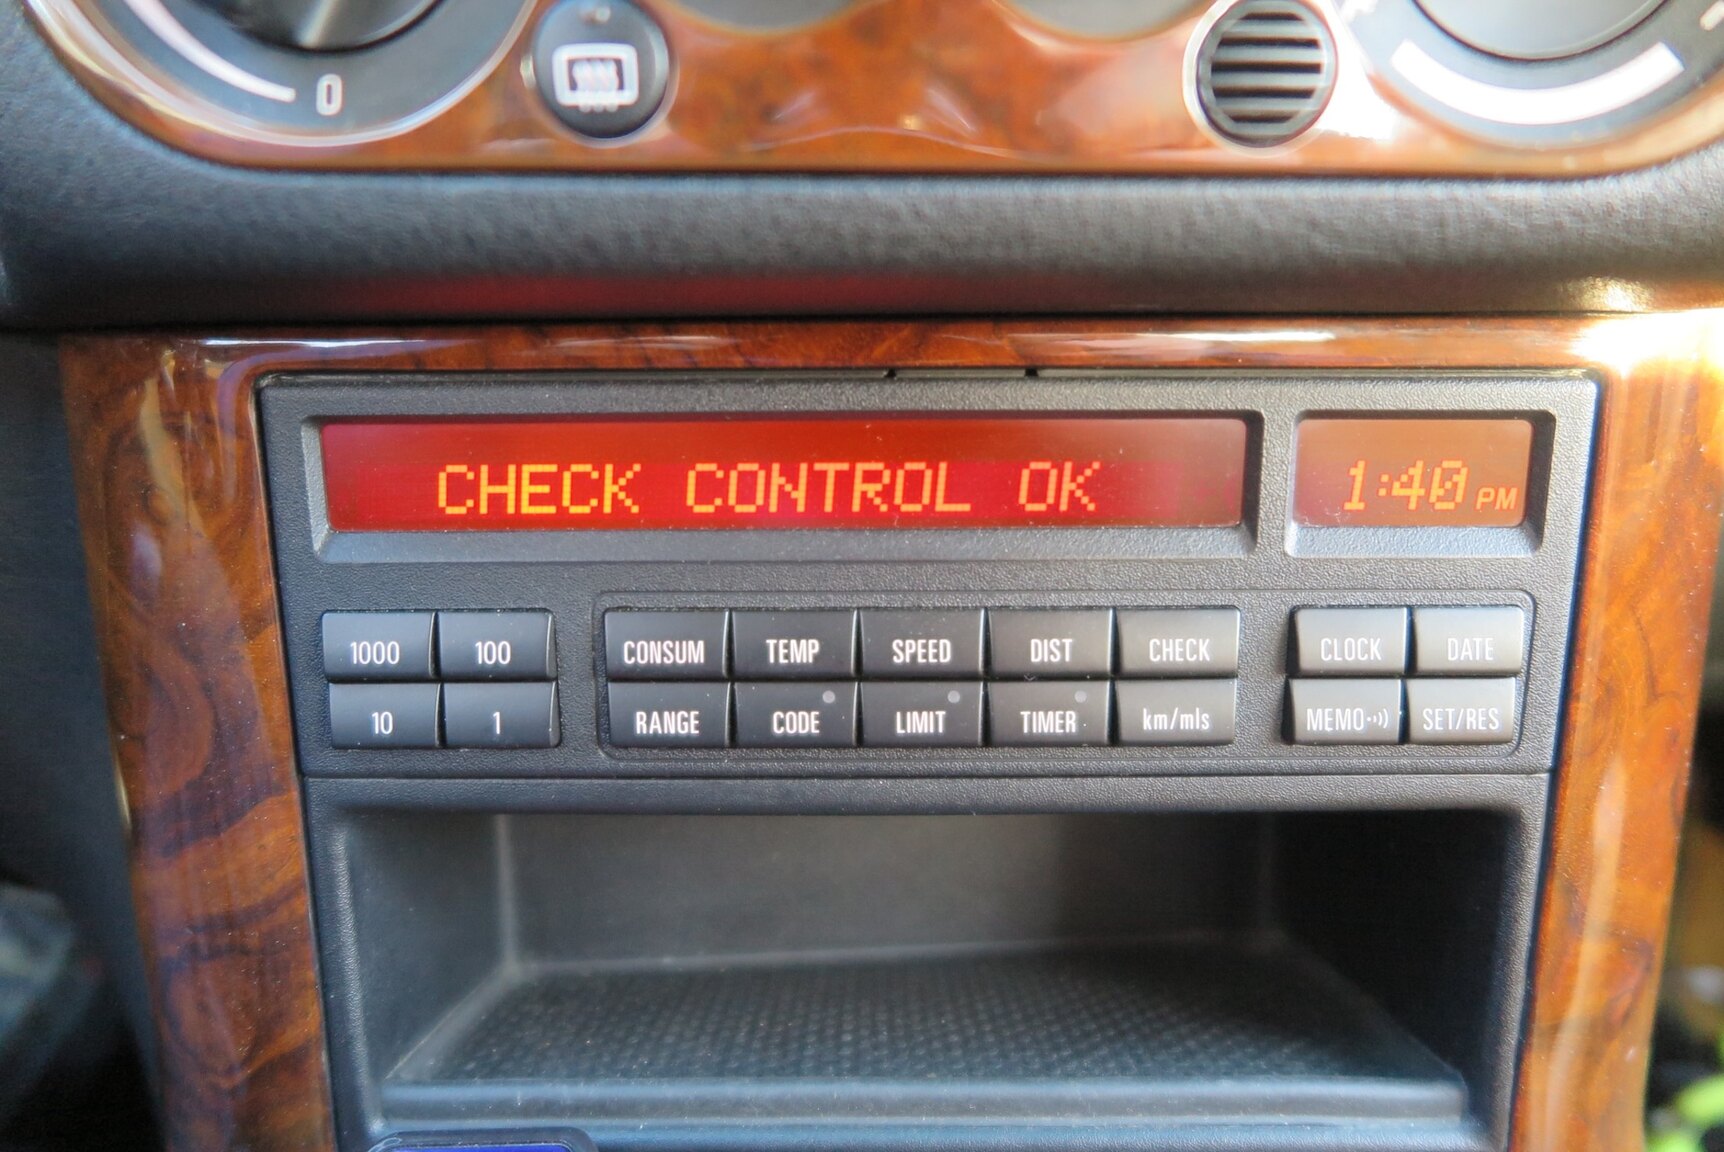 0
CHECK CONTROL OK
1:40 PM
1000 100
10 1
CONSUM TEMP SPEED DIST CHECK
RANGE CODE LIMIT TIMER km/mls
CLOCK DATE
MEMO SET/RES